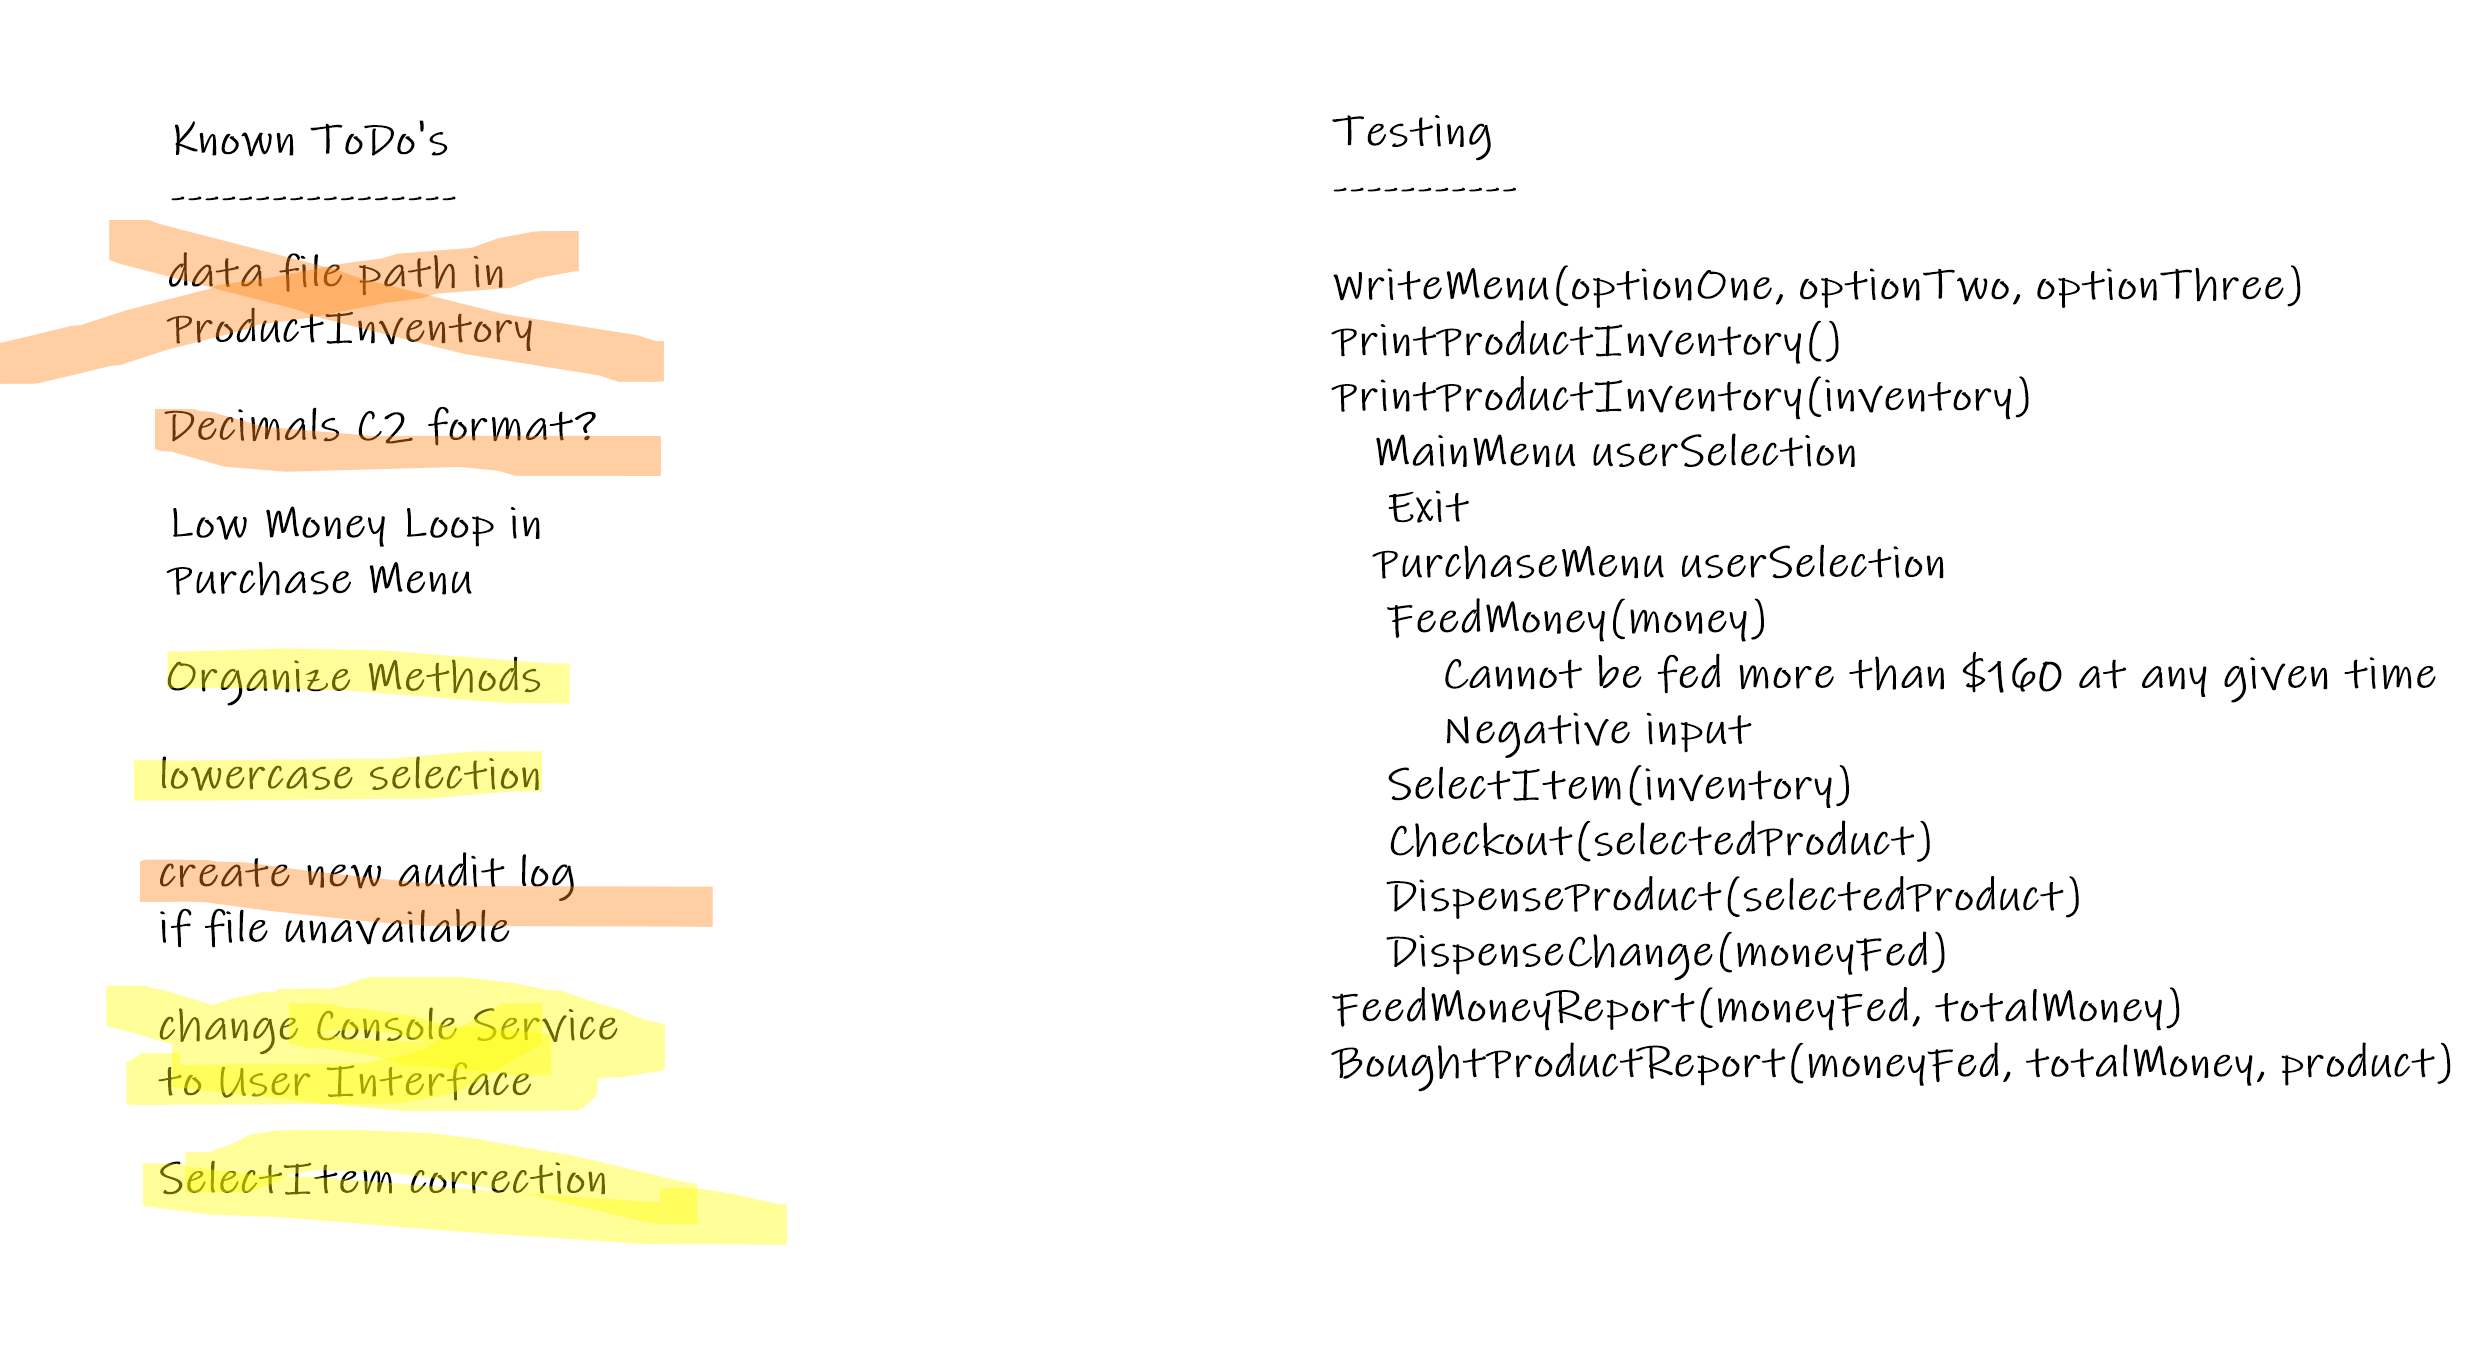 Known ToDo's
-----------------
data file path in
ProductInventory
Decimals C2 format?
Low Money Loop in
Purchase Menu
Organize Methods
lowercase selection
create new audit log
if file unavailable
change Console Service
to User Interface
SelectItem correction
Testing
-----------
WriteMenu(optionOne, optionTwo, optionThree)
PrintProductInventory()
PrintProductInventory(inventory)
MainMenu userSelection
Exit
PurchaseMenu userSelection
FeedMoney(money)
Cannot be fed more than $160 at any given time
Negative input
SelectItem(inventory)
Checkout(selectedProduct)
DispenseProduct(selectedProduct)
DispenseChange(moneyFed)
FeedMoneyReport(moneyFed, totalMoney)
BoughtProductReport(moneyFed, totalMoney, product)